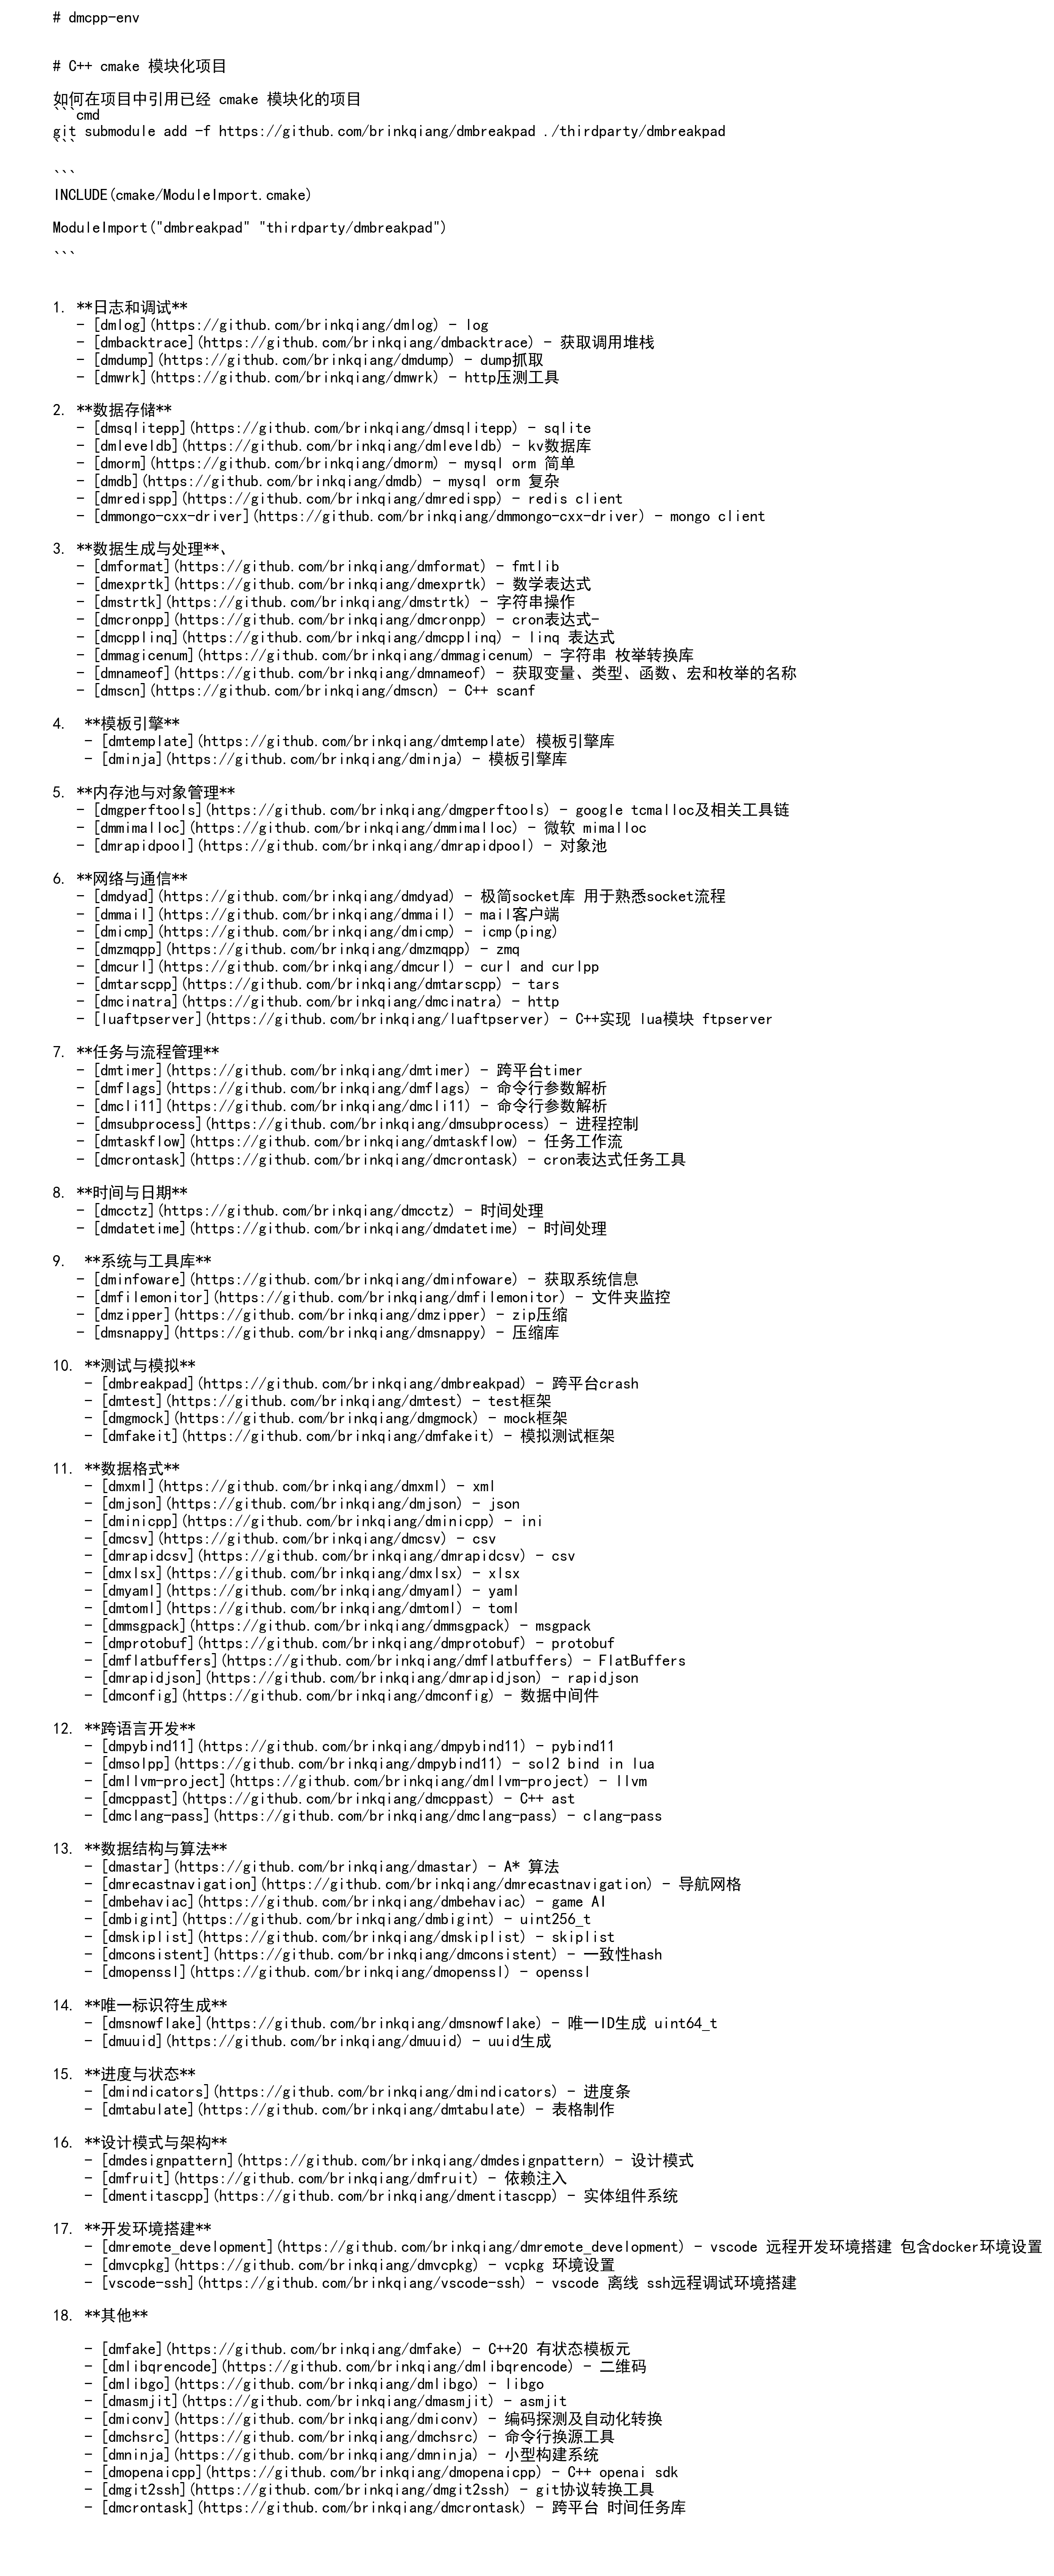 # dmcpp-env
# C++ cmake 模块化项目
如何在项目中引用已经 cmake 模块化的项目
```cmd
git submodule add -f https://github.com/brinkqiang/dmbreakpad ./thirdparty/dmbreakpad
```
```
INCLUDE(cmake/ModuleImport.cmake)
ModuleImport("dmbreakpad" "thirdparty/dmbreakpad")
```
1. **日志和调试**
- [dmlog](https://github.com/brinkqiang/dmlog) - log
- [dmbacktrace](https://github.com/brinkqiang/dmbacktrace) - 获取调用堆栈
- [dmdump](https://github.com/brinkqiang/dmdump) - dump抓取
- [dmwrk](https://github.com/brinkqiang/dmwrk) - http压测工具
2. **数据存储**
- [dmsqlitepp](https://github.com/brinkqiang/dmsqlitepp) - sqlite
- [dmleveldb](https://github.com/brinkqiang/dmleveldb) - kv数据库
- [dmorm](https://github.com/brinkqiang/dmorm) - mysql orm 简单
- [dmdb](https://github.com/brinkqiang/dmdb) - mysql orm 复杂
- [dmredispp](https://github.com/brinkqiang/dmredispp) - redis client
- [dmmongo-cxx-driver](https://github.com/brinkqiang/dmmongo-cxx-driver) - mongo client
3. **数据生成与处理**、
- [dmformat](https://github.com/brinkqiang/dmformat) - fmtlib
- [dmexprtk](https://github.com/brinkqiang/dmexprtk) - 数学表达式
- [dmstrtk](https://github.com/brinkqiang/dmstrtk) - 字符串操作
- [dmcronpp](https://github.com/brinkqiang/dmcronpp) - cron表达式-
- [dmcpplinq](https://github.com/brinkqiang/dmcpplinq) - linq 表达式
- [dmmagicenum](https://github.com/brinkqiang/dmmagicenum) - 字符串 枚举转换库
- [dmnameof](https://github.com/brinkqiang/dmnameof) - 获取变量、类型、函数、宏和枚举的名称
- [dmscn](https://github.com/brinkqiang/dmscn) - C++ scanf
4.  **模板引擎**
- [dmtemplate](https://github.com/brinkqiang/dmtemplate) 模板引擎库
- [dminja](https://github.com/brinkqiang/dminja) - 模板引擎库
5. **内存池与对象管理**
- [dmgperftools](https://github.com/brinkqiang/dmgperftools) - google tcmalloc及相关工具链
- [dmmimalloc](https://github.com/brinkqiang/dmmimalloc) - 微软 mimalloc
- [dmrapidpool](https://github.com/brinkqiang/dmrapidpool) - 对象池
6. **网络与通信**
- [dmdyad](https://github.com/brinkqiang/dmdyad) - 极简socket库 用于熟悉socket流程
- [dmmail](https://github.com/brinkqiang/dmmail) - mail客户端
- [dmicmp](https://github.com/brinkqiang/dmicmp) - icmp(ping)
- [dmzmqpp](https://github.com/brinkqiang/dmzmqpp) - zmq
- [dmcurl](https://github.com/brinkqiang/dmcurl) - curl and curlpp
- [dmtarscpp](https://github.com/brinkqiang/dmtarscpp) - tars
- [dmcinatra](https://github.com/brinkqiang/dmcinatra) - http
- [luaftpserver](https://github.com/brinkqiang/luaftpserver) - C++实现 lua模块 ftpserver
7. **任务与流程管理**
- [dmtimer](https://github.com/brinkqiang/dmtimer) - 跨平台timer
- [dmflags](https://github.com/brinkqiang/dmflags) - 命令行参数解析
- [dmcli11](https://github.com/brinkqiang/dmcli11) - 命令行参数解析
- [dmsubprocess](https://github.com/brinkqiang/dmsubprocess) - 进程控制
- [dmtaskflow](https://github.com/brinkqiang/dmtaskflow) - 任务工作流
- [dmcrontask](https://github.com/brinkqiang/dmcrontask) - cron表达式任务工具
8. **时间与日期**
- [dmcctz](https://github.com/brinkqiang/dmcctz) - 时间处理
- [dmdatetime](https://github.com/brinkqiang/dmdatetime) - 时间处理
9.  **系统与工具库**
- [dminfoware](https://github.com/brinkqiang/dminfoware) - 获取系统信息
- [dmfilemonitor](https://github.com/brinkqiang/dmfilemonitor) - 文件夹监控
- [dmzipper](https://github.com/brinkqiang/dmzipper) - zip压缩
- [dmsnappy](https://github.com/brinkqiang/dmsnappy) - 压缩库
10. **测试与模拟**
- [dmbreakpad](https://github.com/brinkqiang/dmbreakpad) - 跨平台crash
- [dmtest](https://github.com/brinkqiang/dmtest) - test框架
- [dmgmock](https://github.com/brinkqiang/dmgmock) - mock框架
- [dmfakeit](https://github.com/brinkqiang/dmfakeit) - 模拟测试框架
11. **数据格式**
- [dmxml](https://github.com/brinkqiang/dmxml) - xml
- [dmjson](https://github.com/brinkqiang/dmjson) - json
- [dminicpp](https://github.com/brinkqiang/dminicpp) - ini
- [dmcsv](https://github.com/brinkqiang/dmcsv) - csv
- [dmrapidcsv](https://github.com/brinkqiang/dmrapidcsv) - csv
- [dmxlsx](https://github.com/brinkqiang/dmxlsx) - xlsx
- [dmyaml](https://github.com/brinkqiang/dmyaml) - yaml
- [dmtoml](https://github.com/brinkqiang/dmtoml) - toml
- [dmmsgpack](https://github.com/brinkqiang/dmmsgpack) - msgpack
- [dmprotobuf](https://github.com/brinkqiang/dmprotobuf) - protobuf
- [dmflatbuffers](https://github.com/brinkqiang/dmflatbuffers) - FlatBuffers
- [dmrapidjson](https://github.com/brinkqiang/dmrapidjson) - rapidjson
- [dmconfig](https://github.com/brinkqiang/dmconfig) - 数据中间件
12. **跨语言开发**
- [dmpybind11](https://github.com/brinkqiang/dmpybind11) - pybind11
- [dmsolpp](https://github.com/brinkqiang/dmpybind11) - sol2 bind in lua
- [dmllvm-project](https://github.com/brinkqiang/dmllvm-project) - llvm
- [dmcppast](https://github.com/brinkqiang/dmcppast) - C++ ast
- [dmclang-pass](https://github.com/brinkqiang/dmclang-pass) - clang-pass
13. **数据结构与算法**
- [dmastar](https://github.com/brinkqiang/dmastar) - A* 算法
- [dmrecastnavigation](https://github.com/brinkqiang/dmrecastnavigation) - 导航网格
- [dmbehaviac](https://github.com/brinkqiang/dmbehaviac) - game AI
- [dmbigint](https://github.com/brinkqiang/dmbigint) - uint256_t
- [dmskiplist](https://github.com/brinkqiang/dmskiplist) - skiplist
- [dmconsistent](https://github.com/brinkqiang/dmconsistent) - 一致性hash
- [dmopenssl](https://github.com/brinkqiang/dmopenssl) - openssl
14. **唯一标识符生成**
- [dmsnowflake](https://github.com/brinkqiang/dmsnowflake) - 唯一ID生成 uint64_t
- [dmuuid](https://github.com/brinkqiang/dmuuid) - uuid生成
15. **进度与状态**
- [dmindicators](https://github.com/brinkqiang/dmindicators) - 进度条
- [dmtabulate](https://github.com/brinkqiang/dmtabulate) - 表格制作
16. **设计模式与架构**
- [dmdesignpattern](https://github.com/brinkqiang/dmdesignpattern) - 设计模式
- [dmfruit](https://github.com/brinkqiang/dmfruit) - 依赖注入
- [dmentitascpp](https://github.com/brinkqiang/dmentitascpp) - 实体组件系统
17. **开发环境搭建**
- [dmremote_development](https://github.com/brinkqiang/dmremote_development) - vscode 远程开发环境搭建 包含docker环境设置
- [dmvcpkg](https://github.com/brinkqiang/dmvcpkg) - vcpkg 环境设置
- [vscode-ssh](https://github.com/brinkqiang/vscode-ssh) - vscode 离线 ssh远程调试环境搭建
18. **其他**
- [dmfake](https://github.com/brinkqiang/dmfake) - C++20 有状态模板元
- [dmlibqrencode](https://github.com/brinkqiang/dmlibqrencode) - 二维码
- [dmlibgo](https://github.com/brinkqiang/dmlibgo) - libgo
- [dmasmjit](https://github.com/brinkqiang/dmasmjit) - asmjit
- [dmiconv](https://github.com/brinkqiang/dmiconv) - 编码探测及自动化转换
- [dmchsrc](https://github.com/brinkqiang/dmchsrc) - 命令行换源工具
- [dmninja](https://github.com/brinkqiang/dmninja) - 小型构建系统
- [dmopenaicpp](https://github.com/brinkqiang/dmopenaicpp) - C++ openai sdk
- [dmgit2ssh](https://github.com/brinkqiang/dmgit2ssh) - git协议转换工具
- [dmcrontask](https://github.com/brinkqiang/dmcrontask) - 跨平台 时间任务库